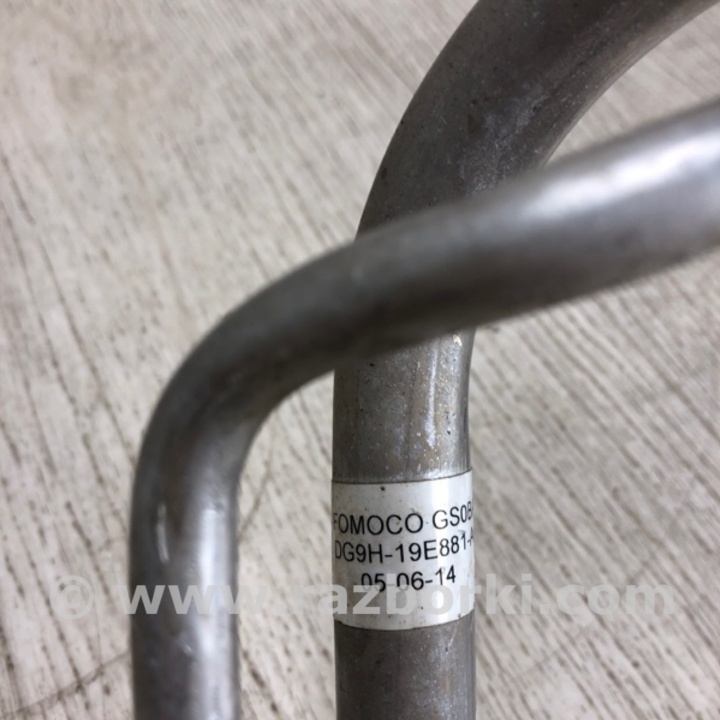 FOMOCO GS0B
DG9H-19E881-A
05-06-14
© www.razborki.com